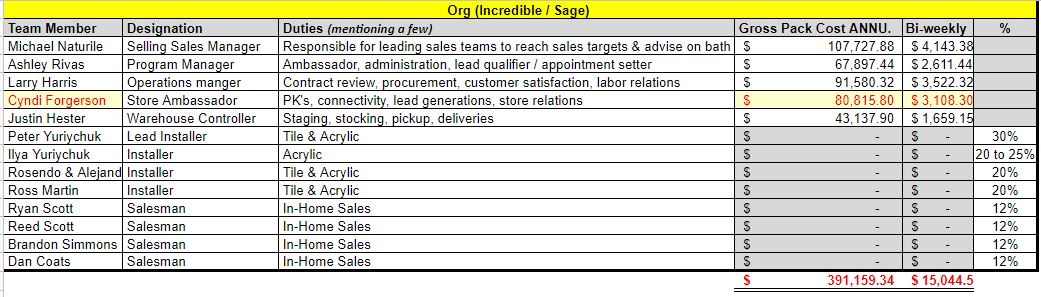 Org (Incredible / Sage)
Team Member Designation Duties (mentioning a few) Gross Pack Cost ANNU. Bi-weekly %
Michael Naturile Selling Sales Manager Responsible for leading sales teams to reach sales targets & advise on bath $ 107,727.88 $ 4,143.38
Ashley Rivas Program Manager Ambassador, administration, lead qualifier / appointment setter $ 67,897.44 $ 2,611.44
Larry Harris Operations manger Contract review, procurement, customer satisfaction, labor relations $ 91,580.32 $ 3,522.32
Cyndi Forgerson Store Ambassador PK's, connectivity, lead generations, store relations $ 80,815.80 $ 3,108.30
Justin Hester Warehouse Controller Staging, stocking, pickup, deliveries $ 43,137.90 $ 1,659.15
Peter Yuriychuk Lead Installer Tile & Acrylic $ - $ - 30%
Ilya Yuriychuk Installer Acrylic $ - $ - 20 to 25%
Rosendo & Alejand Installer Tile & Acrylic $ - $ - 20%
Ross Martin Installer Tile & Acrylic $ - $ - 20%
Ryan Scott Salesman In-Home Sales $ - $ - 12%
Reed Scott Salesman In-Home Sales $ - $ - 12%
Brandon Simmons Salesman In-Home Sales $ - $ - 12%
Dan Coats Salesman In-Home Sales $ - $ - 12%
$ 391,159.34 $ 15,044.5